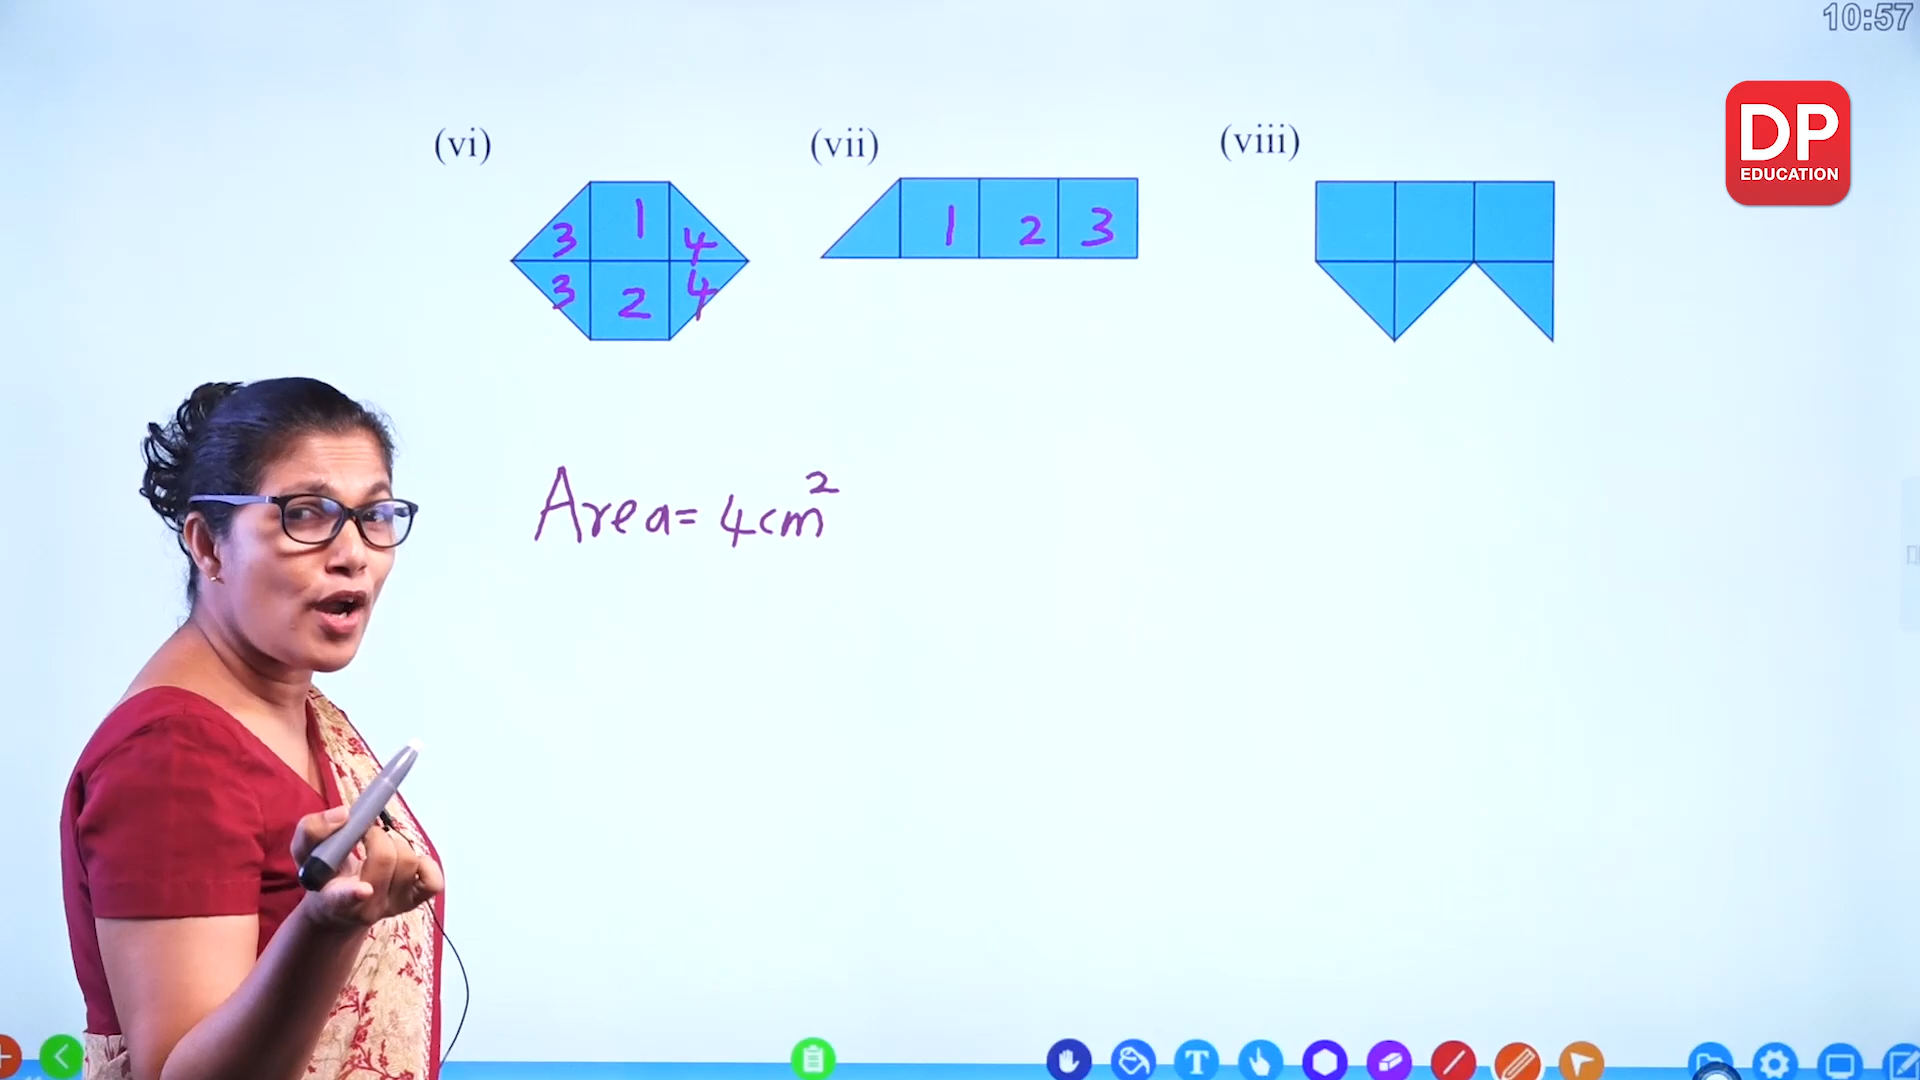 10:57
DP
EDUCATION
(vi) (vii) (viii)
3 1 4 1 2 3
3 2 4
Area = 4cm²
T